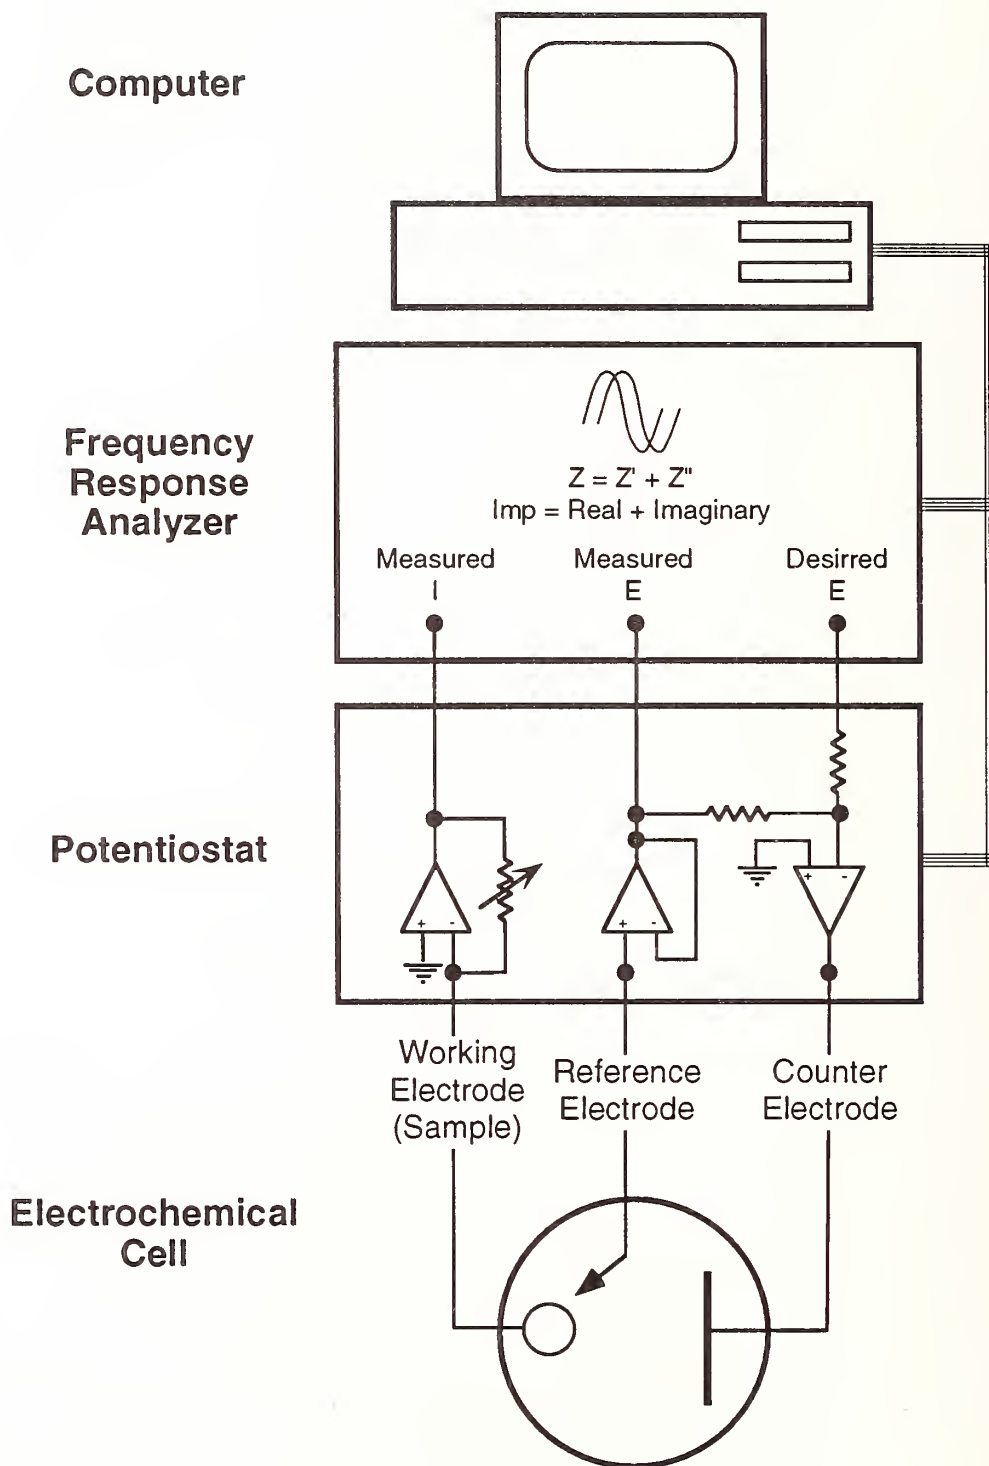 Computer
Frequency
Response
Analyzer
Z = Z' + Z"
Imp = Real + Imaginary
Measured
I
Measured
E
Desirred
E
Potentiostat
+ -
+ -
+ -
Working
Electrode
(Sample)
Reference
Electrode
Counter
Electrode
Electrochemical
Cell